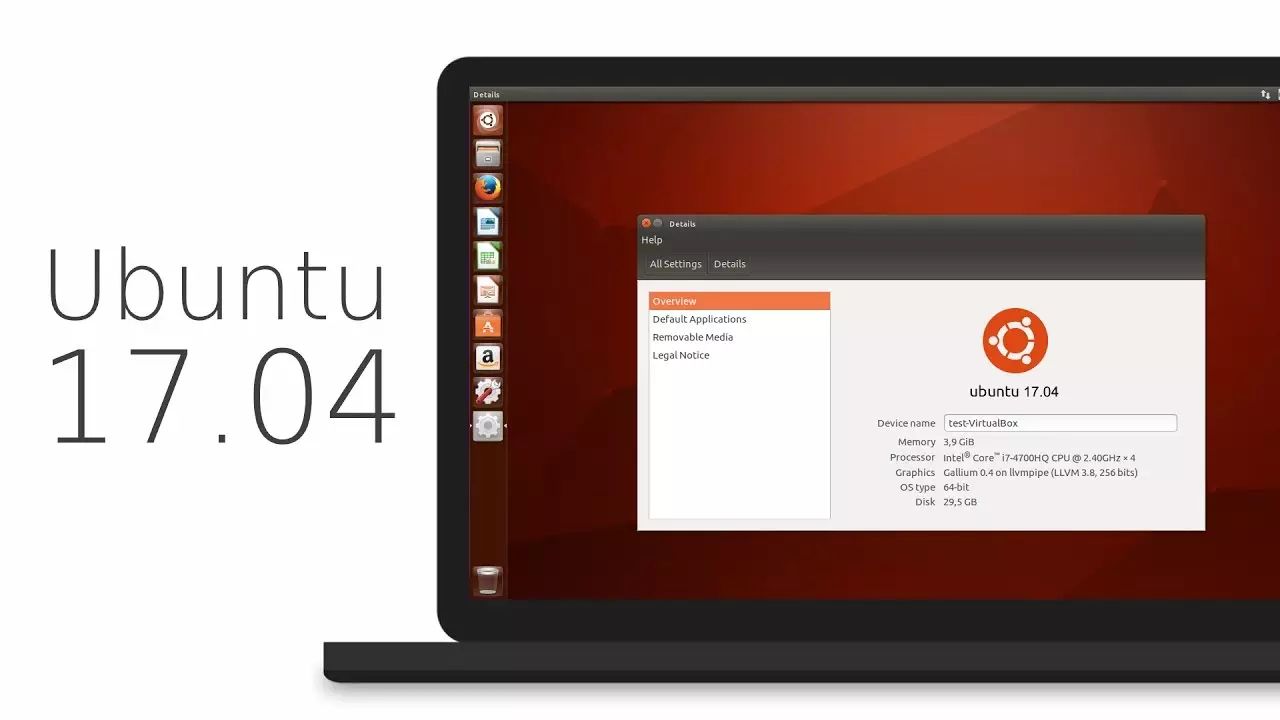 Ubuntu
17.04
Details
Details
Help
All Settings Details
Overview
Default Applications
Removable Media
Legal Notice
ubuntu 17.04
Device name test-VirtualBox
Memory 3,9 GiB
Processor Intel® Core™ i7-4700HQ CPU @ 2.40GHz × 4
Graphics Gallium 0.4 on llvmpipe (LLVM 3.8, 256 bits)
OS type 64-bit
Disk 29,5 GB
a